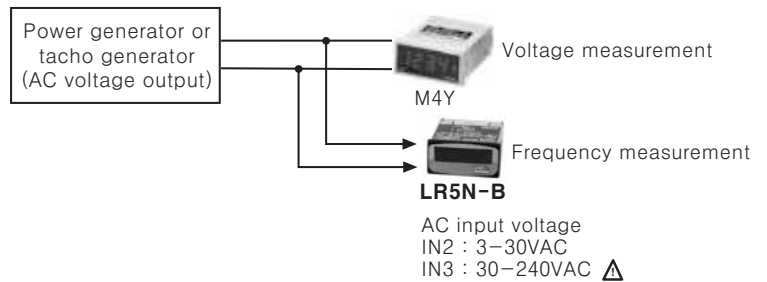 Power generator or
tacho generator
(AC voltage output)
Voltage measurement
M4Y
Frequency measurement
LR5N-B
AC input voltage
IN2 : 3-30VAC
IN3 : 30-240VAC ⚠